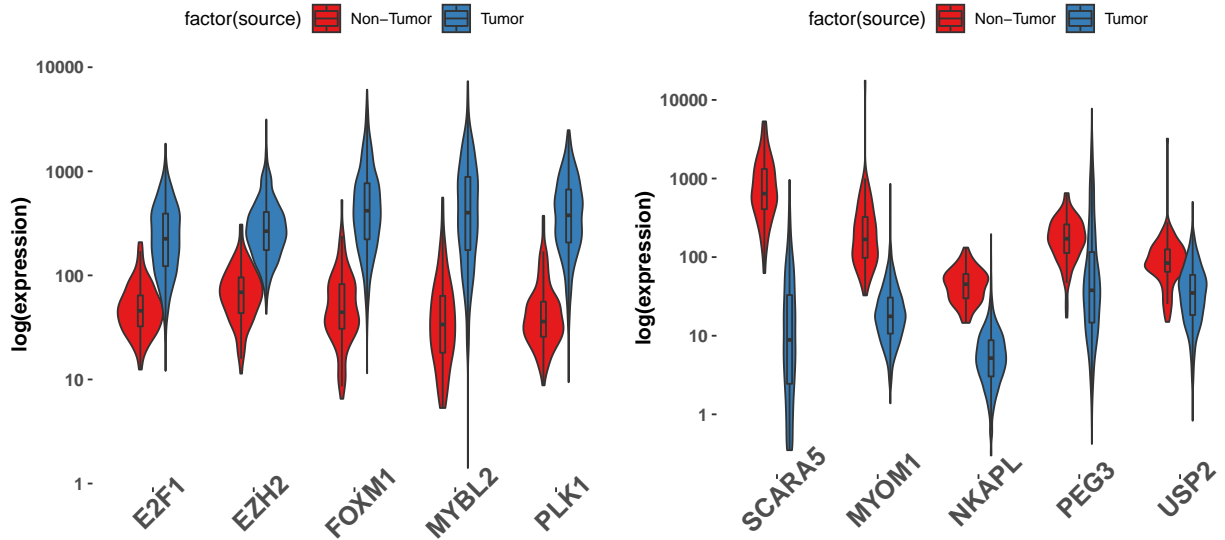 factor(source) Non−Tumor Tumor
log(expression)
10000
1000
100
10
1
E2F1 EZH2 FOXM1 MYBL2 PLK1
factor(source) Non−Tumor Tumor
log(expression)
10000
1000
100
10
1
SCARA5 MYOM1 NKAPL PEG3 USP2